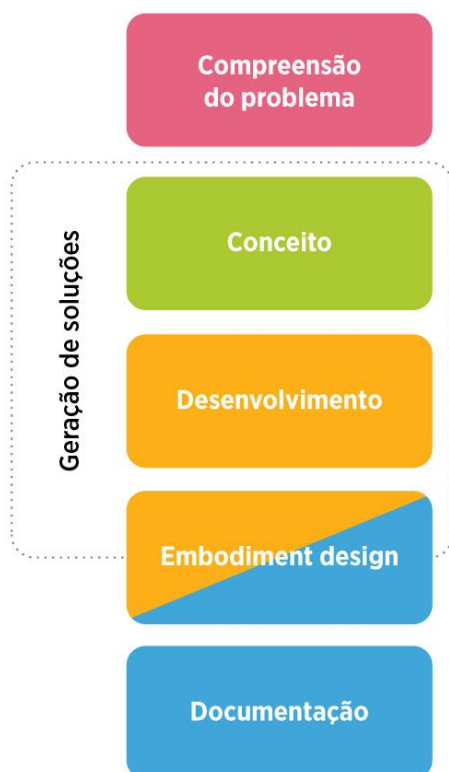 Compreensão
do problema
Geração de soluções
Conceito
Desenvolvimento
Embodiment design
Documentação